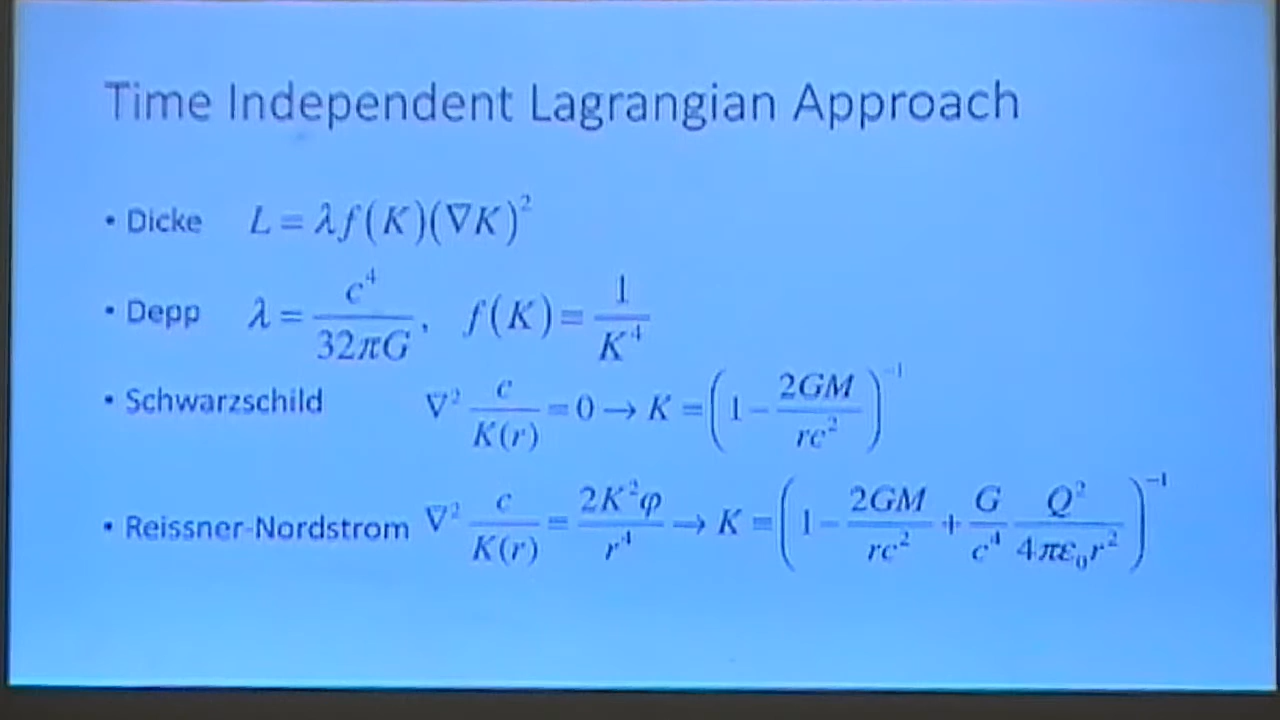 Time Independent Lagrangian Approach
• Dicke L = λf(K)(∇K)²
• Depp λ = c⁴/32πG, f(K) = 1/K⁴
• Schwarzschild ∇² c/K(r) = 0 → K = (1 − 2GM/rc²)⁻¹
• Reissner-Nordstrom ∇² c/K(r) = 2K²φ/r⁴ → K = (1 − 2GM/rc² + G/c⁴ Q²/4πε₀r²)⁻¹